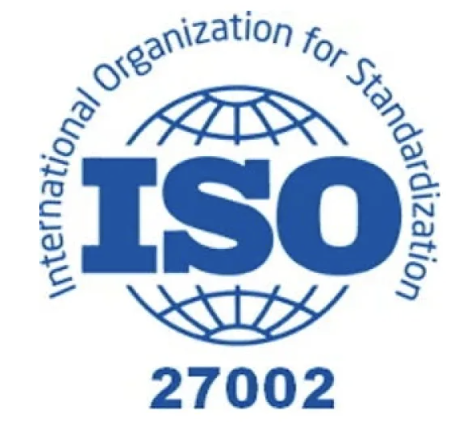 International Organization for Standardization
ISO
27002